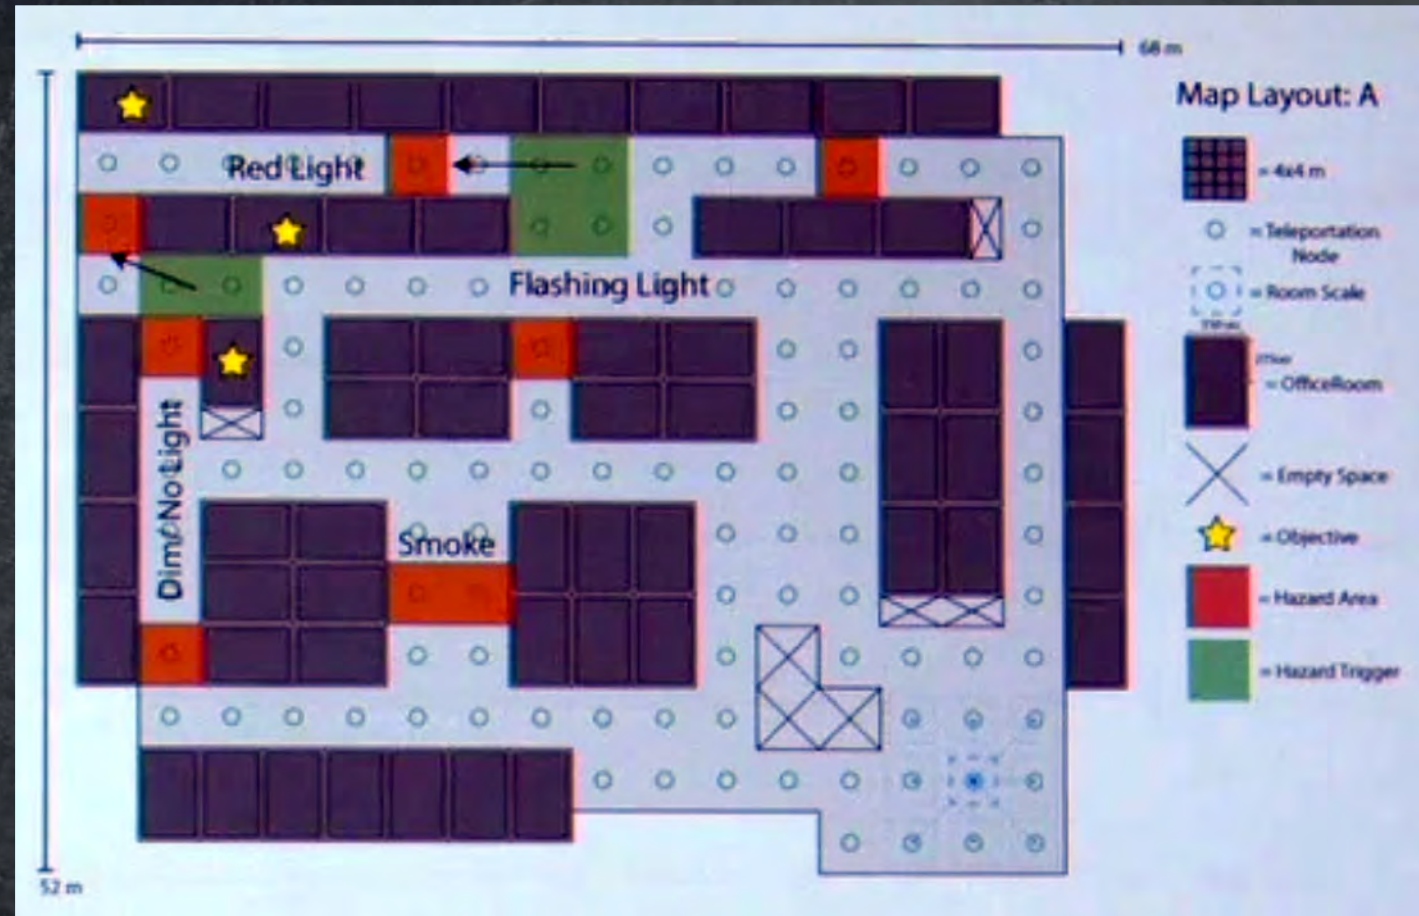 68 m
Map Layout: A
= 4x4 m
Red Light
= Teleportation
Node
Flashing Light
= Room Scale
= OfficeRoom
Dim/No Light
= Empty Space
Smoke
= Objective
= Hazard Area
= Hazard Trigger
52 m